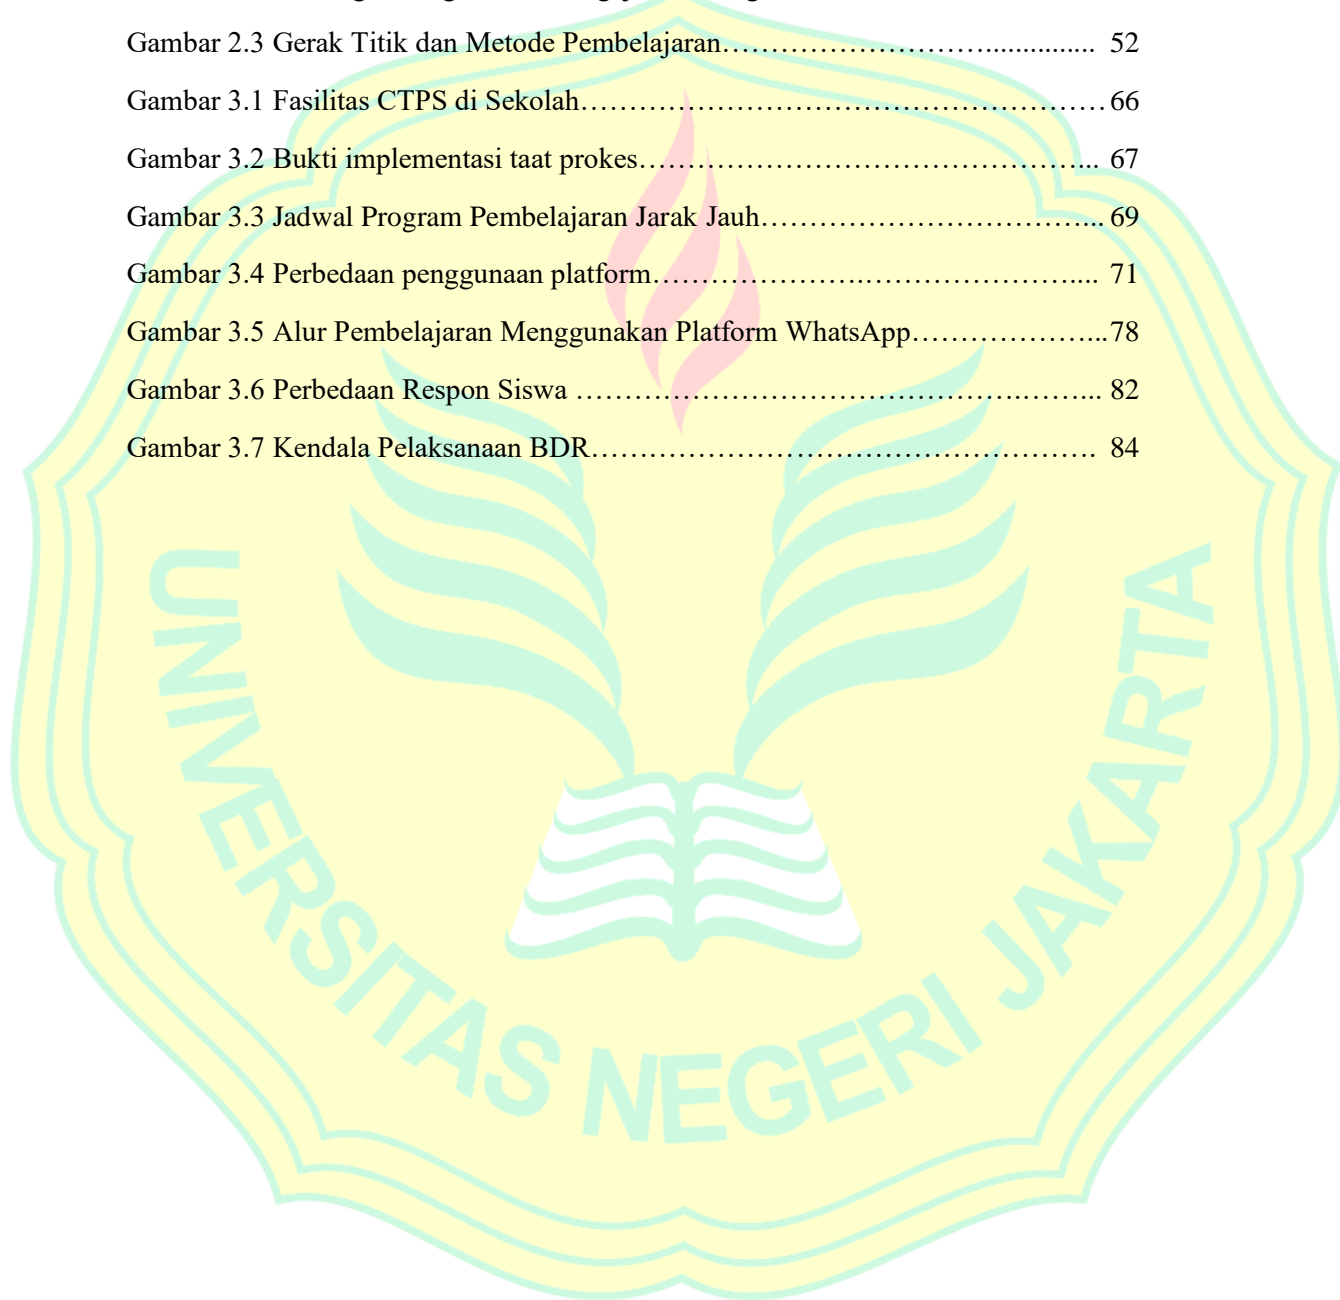 Gambar 2.3 Gerak Titik dan Metode Pembelajaran……………………….............. 52
Gambar 3.1 Fasilitas CTPS di Sekolah……………………………………………………… 66
Gambar 3.2 Bukti implementasi taat prokes………………………………………….... 67
Gambar 3.3 Jadwal Program Pembelajaran Jarak Jauh………………………………... 69
Gambar 3.4 Perbedaan penggunaan platform…………………….…………………….... 71
Gambar 3.5 Alur Pembelajaran Menggunakan Platform WhatsApp…………………...78
Gambar 3.6 Perbedaan Respon Siswa ……………………………………………….……... 82
Gambar 3.7 Kendala Pelaksanaan BDR……………………………………………………. 84
UNIVERSITAS NEGERI JAKARTA